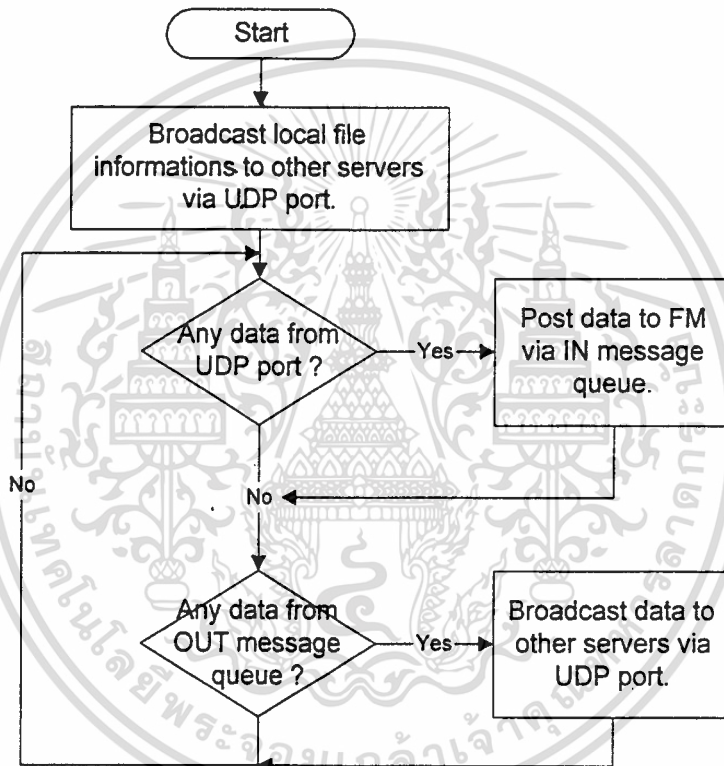 Start
Broadcast local file
informations to other servers
via UDP port.
Any data from
UDP port ?
Yes
Post data to FM
via IN message
queue.
No
No
Any data from
OUT message
queue ?
Yes
Broadcast data to
other servers via
UDP port.